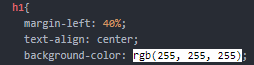 h1{
margin-left: 40%;
text-align: center;
background-color: rgb(255, 255, 255);